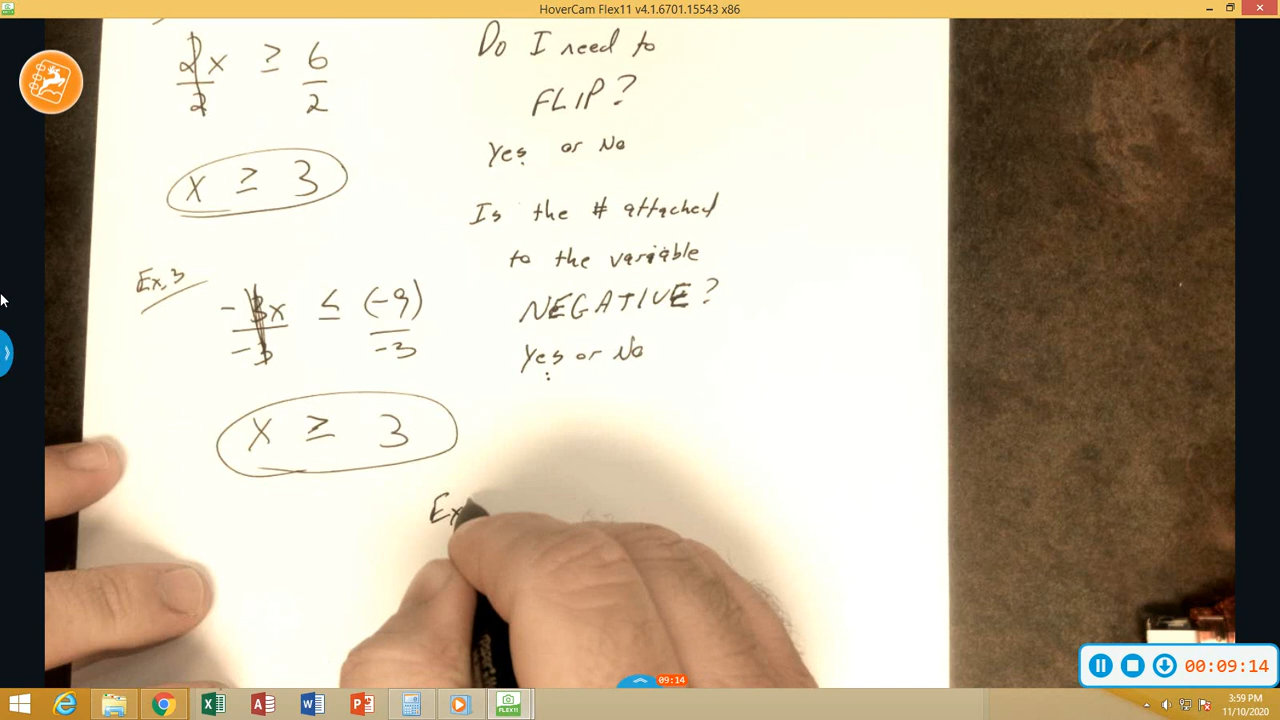 HoverCam Flex11 v4.1.6701.15543 x86
2x ≥ 6
2 2
x ≥ 3
Do I need to
FLIP?
Yes or No
Is the # attached
to the variable
NEGATIVE?
Yes or No
Ex. 3
-3x ≤ (-9)
-3 -3
x ≥ 3
Ex
00:09:14
09:14
FLEX11
3:59 PM
11/10/2020